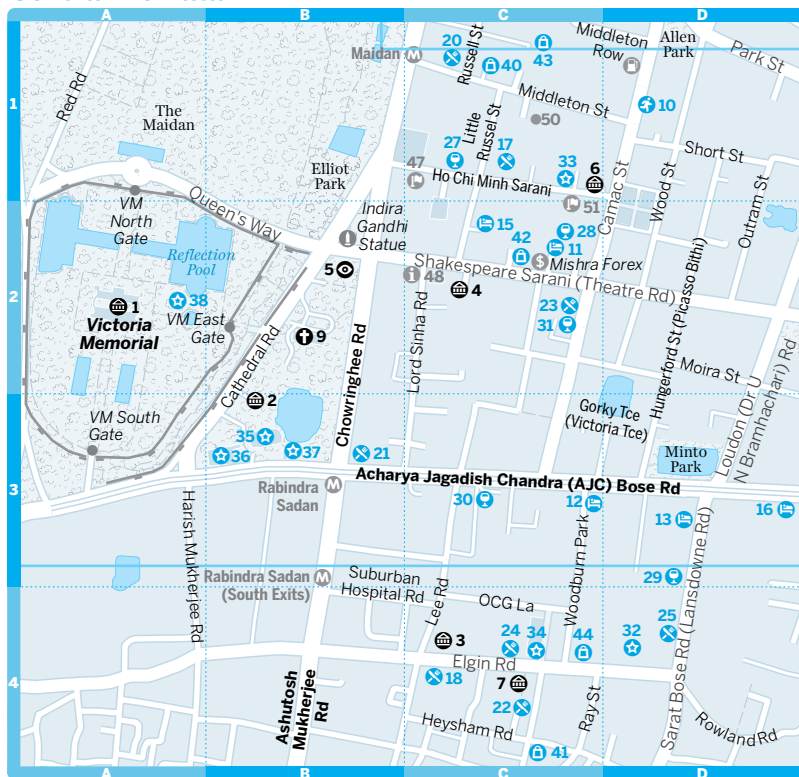 A
B
C
D
1
2
3
4
Red Rd
The
Maidan
Elliot
Park
Maidan
M
20
Russell St
40
43
Middleton
Row
Allen
Park
Park St
10
Middleton St
50
Little
Russel St
27
17
33
6
Short St
47
Ho Chi Minh Sarani
51
Camac St
Wood St
Outram St
VM
North
Gate
Queen's Way
Indira
Gandhi
Statue
15
28
42
11
Mishra Forex
$
Reflection
Pool
5
48
4
Shakespeare Sarani (Theatre Rd)
1
Victoria
Memorial
38
VM East
Gate
9
23
31
Cathedral Rd
Chowringhee Rd
Lord Sinha Rd
Hungerford St (Picasso Bithi)
Moira St
Loudon (Dr U
N Bramhachari) Rd
2
VM South
Gate
35
36
37
21
Gorky Tce
(Victoria Tce)
Minto
Park
Acharya Jagadish Chandra (AJC) Bose Rd
Rabindra
Sadan
M
30
12
13
16
Harish Mukherjee Rd
Rabindra Sadan
(South Exits)
M
Suburban
Hospital Rd
Lee Rd
OCG La
Woodburn Park
29
25
3
24
34
44
32
Elgin Rd
18
7
22
Ashutosh
Mukherjee
Rd
Heysham Rd
41
Ray St
Sarat Bose Rd (Lansdowne Rd)
Rowland Rd
A
B
C
D